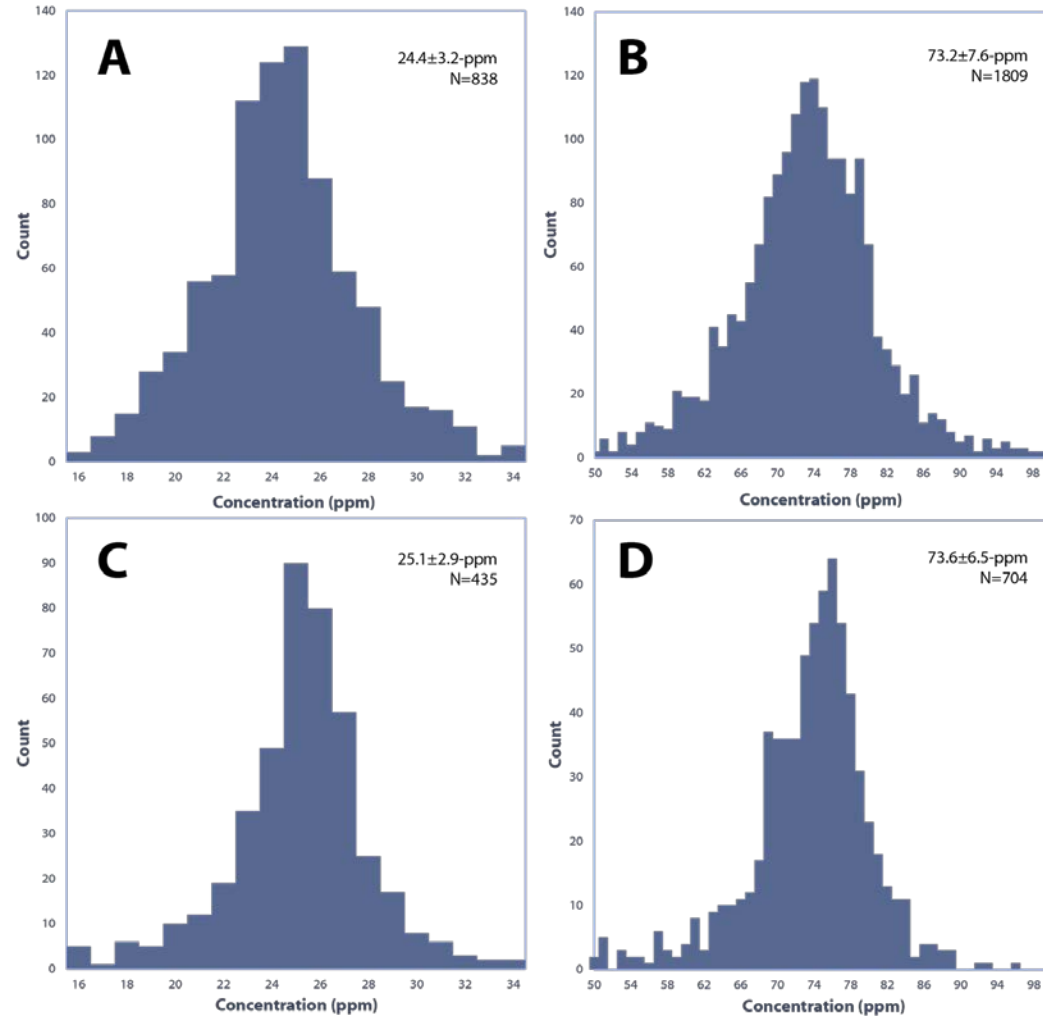 A
24.4±3.2-ppm
N=838
140
120
100
80
60
40
20
0
Count
16 18 20 22 24 26 28 30 32 34
Concentration (ppm)
B
73.2±7.6-ppm
N=1809
140
120
100
80
60
40
20
0
Count
50 54 58 62 66 70 74 78 82 86 90 94 98
Concentration (ppm)
C
25.1±2.9-ppm
N=435
100
90
80
70
60
50
40
30
20
10
0
Count
16 18 20 22 24 26 28 30 32 34
Concentration (ppm)
D
73.6±6.5-ppm
N=704
70
60
50
40
30
20
10
0
Count
50 54 58 62 66 70 74 78 82 86 90 94 98
Concentration (ppm)